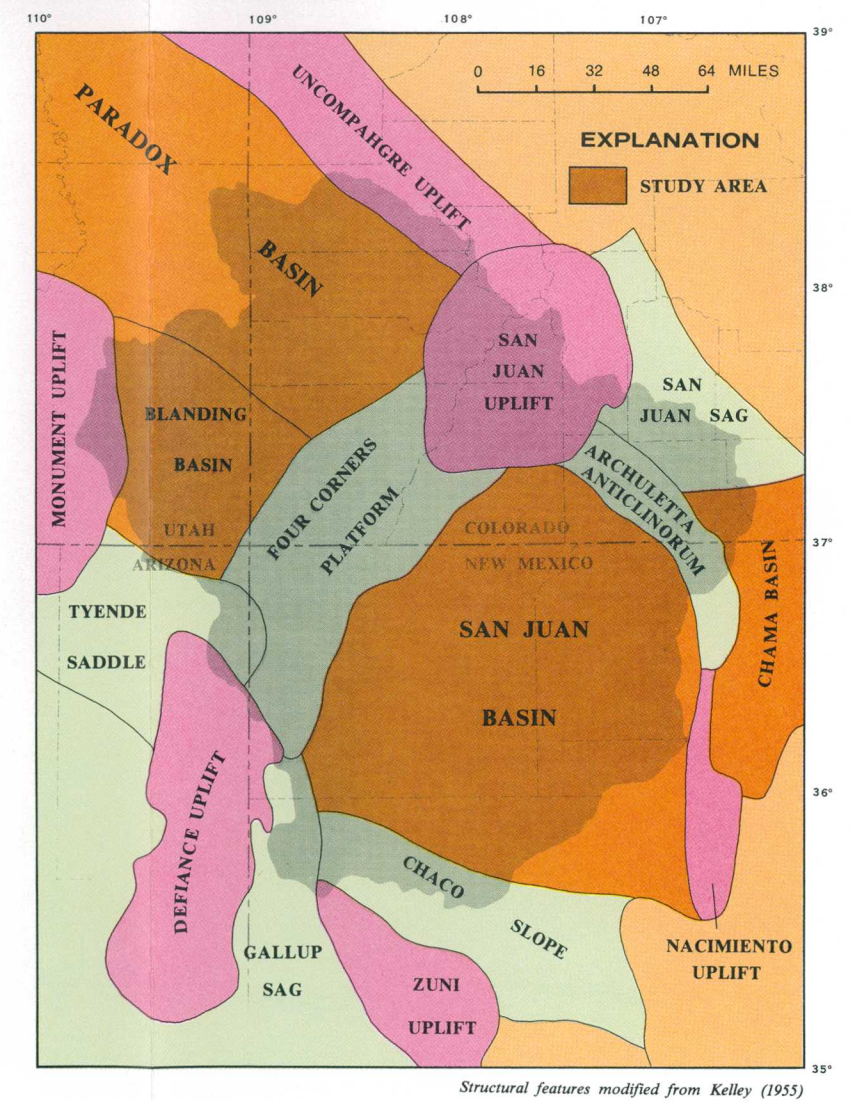 110° 109° 108° 107°
39°
0 16 32 48 64 MILES
EXPLANATION
STUDY AREA
PARADOX
BASIN
UNCOMPAHGRE UPLIFT
38°
MONUMENT UPLIFT
SAN
JUAN
UPLIFT
SAN
JUAN SAG
BLANDING
BASIN
FOUR CORNERS
PLATFORM
ARCHULETTA
ANTICLINORUM
UTAH
ARIZONA
COLORADO
NEW MEXICO
37°
CHAMA BASIN
TYENDE
SADDLE
SAN JUAN
BASIN
36°
DEFIANCE UPLIFT
CHACO
SLOPE
GALLUP
SAG
ZUNI
UPLIFT
NACIMIENTO
UPLIFT
35°
Structural features modified from Kelley (1955)